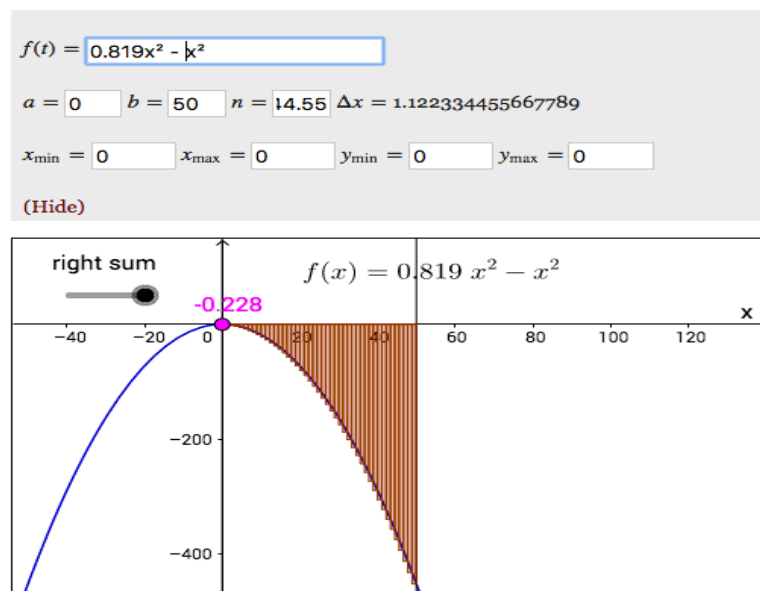 f(t) = 0.819x² - x²
a = 0 b = 50 n = 14.55 Δx = 1.122334455667789
xmin = 0 xmax = 0 ymin = 0 ymax = 0
(Hide)
right sum
f(x) = 0.819 x² − x²
-0.228
x
−40 −20 0 20 40 60 80 100 120
−200
−400